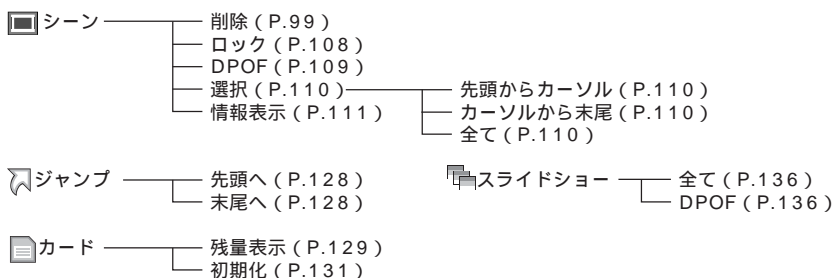 シーン 削除(P.99)
ロック(P.108)
DPOF(P.109)
選択(P.110) 先頭からカーソル(P.110)
情報表示(P.111) カーソルから末尾(P.110)
全て(P.110)
ジャンプ 先頭へ(P.128)
末尾へ(P.128)
スライドショー 全て(P.136)
DPOF(P.136)
カード 残量表示(P.129)
初期化(P.131)